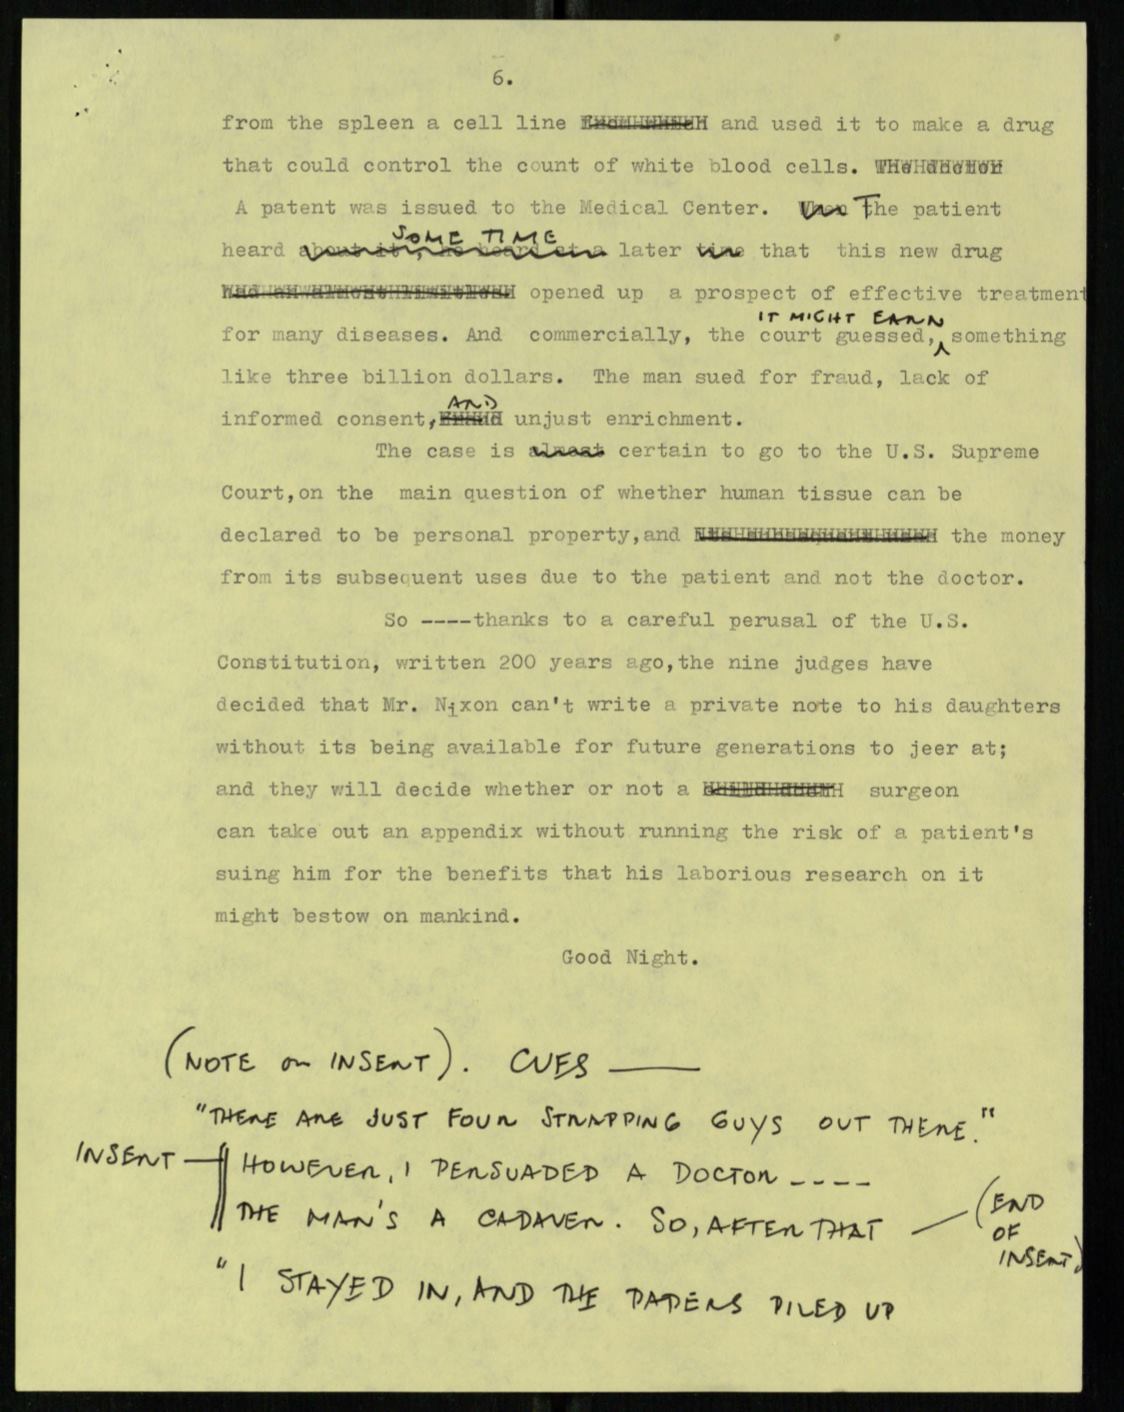 6.
from the spleen a cell line and used it to make a drug
that could control the count of white blood cells.
A patent was issued to the Medical Center. The patient
SOME TIME
heard later that this new drug
opened up a prospect of effective treatment
IT MIGHT EARN
for many diseases. And commercially, the court guessed, something
like three billion dollars. The man sued for fraud, lack of
AND
informed consent, unjust enrichment.
The case is almost certain to go to the U.S. Supreme
Court,on the main question of whether human tissue can be
declared to be personal property,and the money
from its subsequent uses due to the patient and not the doctor.
So ----thanks to a careful perusal of the U.S.
Constitution, written 200 years ago,the nine judges have
decided that Mr. Nixon can't write a private note to his daughters
without its being available for future generations to jeer at;
and they will decide whether or not a surgeon
can take out an appendix without running the risk of a patient's
suing him for the benefits that his laborious research on it
might bestow on mankind.
Good Night.
(NOTE on INSERT). CUES —
"THERE ARE JUST FOUR STRAPPING GUYS OUT THERE."
INSERT — HOWEVER, I PERSUADED A DOCTOR ----
THE MAN'S A CADAVER. SO, AFTER THAT — (END
OF
INSERT)
"I STAYED IN, AND THE PAPERS PILED UP